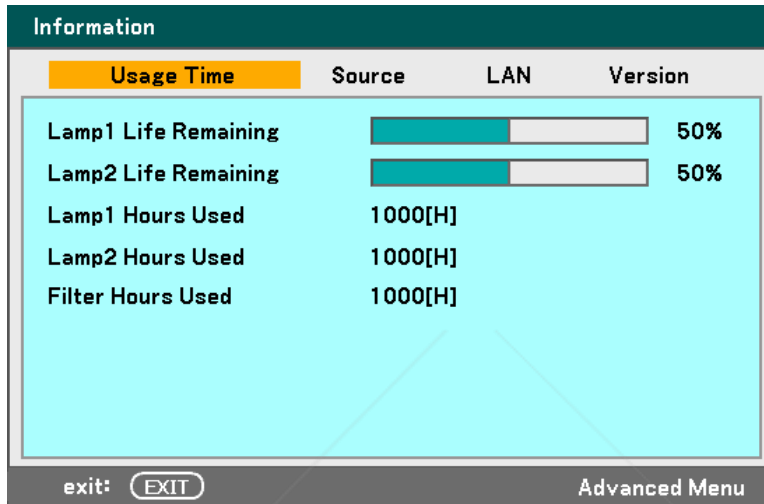 Information
Usage Time Source LAN Version
Lamp1 Life Remaining 50%
Lamp2 Life Remaining 50%
Lamp1 Hours Used 1000[H]
Lamp2 Hours Used 1000[H]
Filter Hours Used 1000[H]
exit: EXIT Advanced Menu